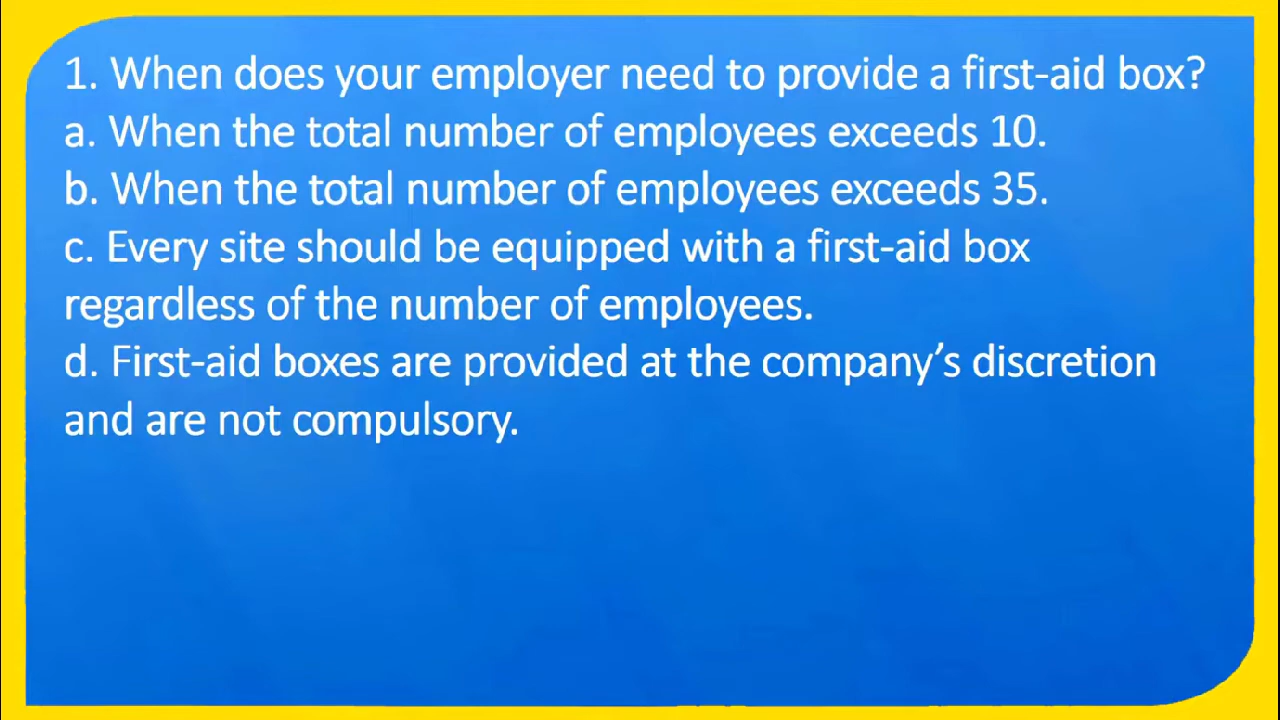 1. When does your employer need to provide a first-aid box?
a. When the total number of employees exceeds 10.
b. When the total number of employees exceeds 35.
c. Every site should be equipped with a first-aid box
regardless of the number of employees.
d. First-aid boxes are provided at the company’s discretion
and are not compulsory.